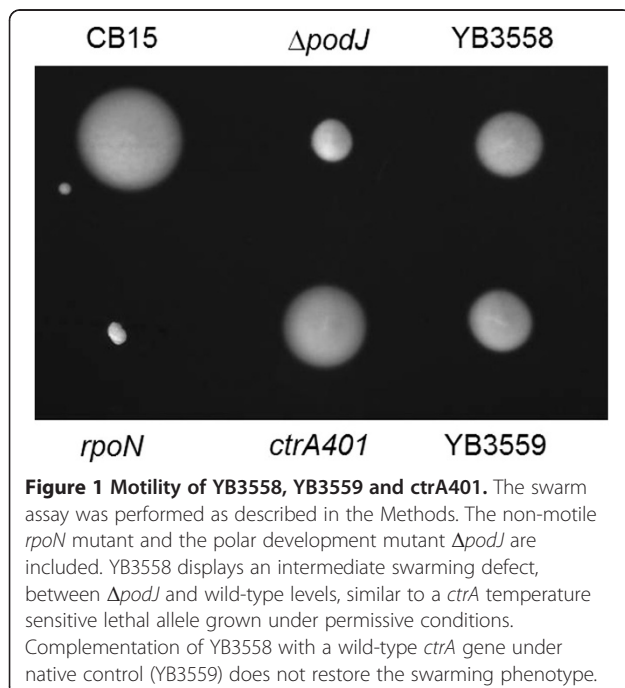 CB15 ΔpodJ YB3558
rpoN ctrA401 YB3559
Figure 1 Motility of YB3558, YB3559 and ctrA401. The swarm
assay was performed as described in the Methods. The non-motile
rpoN mutant and the polar development mutant ΔpodJ are
included. YB3558 displays an intermediate swarming defect,
between ΔpodJ and wild-type levels, similar to a ctrA temperature
sensitive lethal allele grown under permissive conditions.
Complementation of YB3558 with a wild-type ctrA gene under
native control (YB3559) does not restore the swarming phenotype.